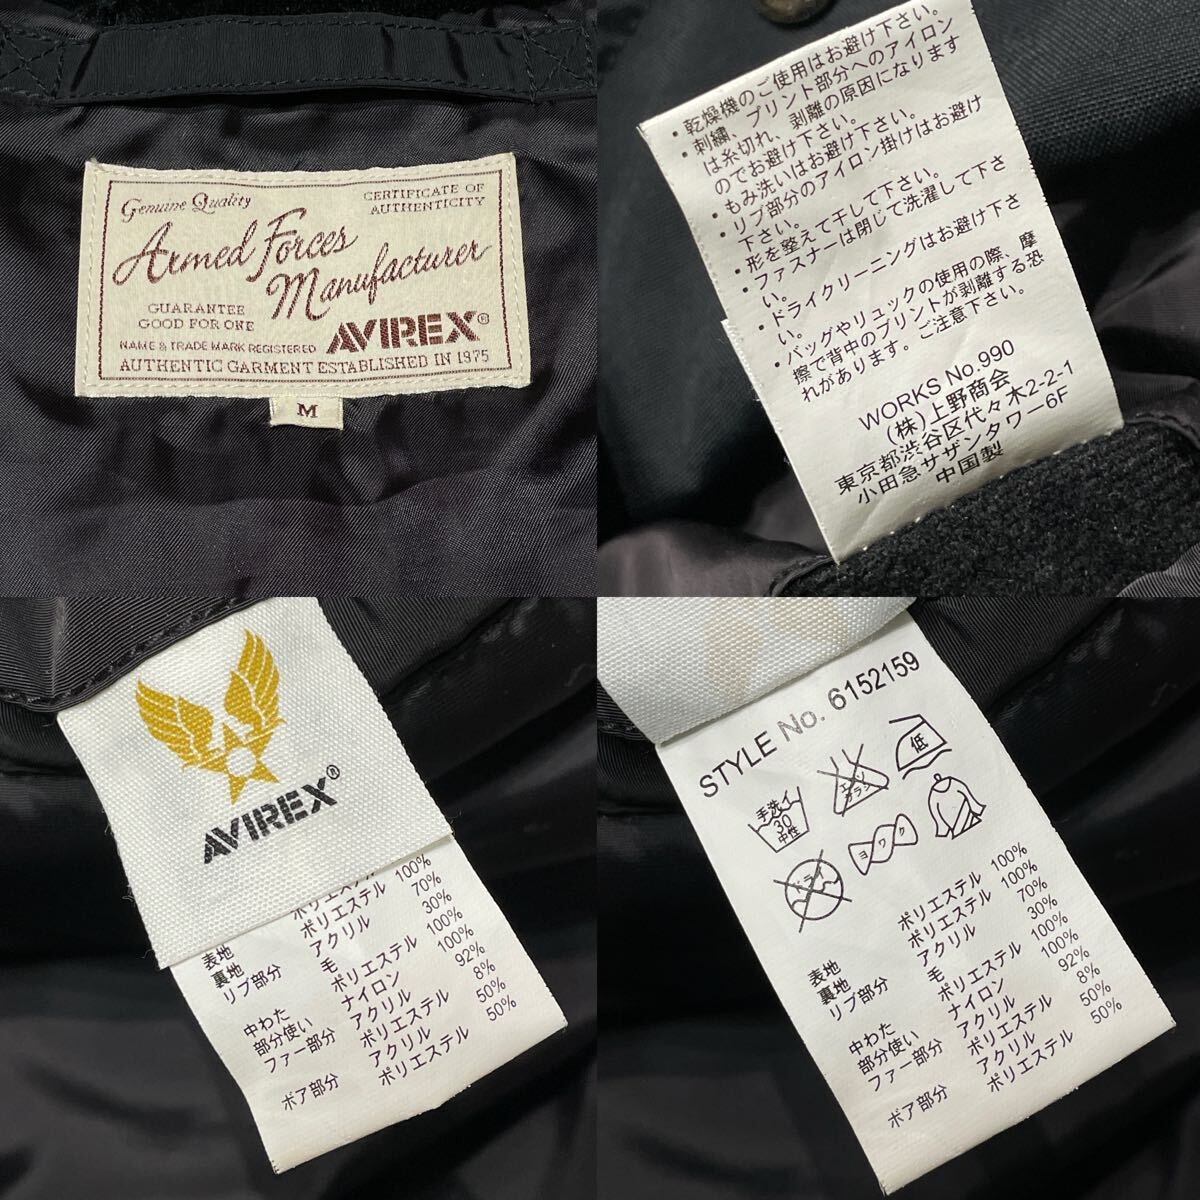 Genuine Quality
CERTIFICATE OF
AUTHENTICITY
Armed Forces
Manufacturer
GUARANTEE
GOOD FOR ONE
NAME & TRADE MARK REGISTERED
AVIREX®
AUTHENTIC GARMENT ESTABLISHED IN 1975
M
・乾燥機のご使用はお避け下さい。
・刺繍、プリント部分へのアイロン
は糸切れ、剥離の原因になります
のでお避け下さい。
・もみ洗いはお避け下さい。
・リブ部分のアイロン掛けはお避け
下さい。
・形を整えて干して下さい。
・ファスナーは閉じて洗濯して下さ
い。
・ドライクリーニングはお避け下さ
い。
・バッグやリュックの使用の際、摩
擦で背中のプリントが剥離する恐
れがあります。ご注意下さい。
WORKS No.990
(株)上野商会
東京都渋谷区代々木2-2-1
小田急サザンタワー6F
中国製
A
AVIREX®
表地 ポリエステル 100%
裏地 ポリエステル 70%
リブ部分 アクリル 30%
毛 100%
中わた ポリエステル 100%
部分使い ナイロン 92%
ファー部分 アクリル 8%
ポリエステル 50%
ボア部分 アクリル 50%
ポリエステル
STYLE No. 6152159
手洗イ
30
中性
エンソ
サラシ
低
ドライ
ヨワク
表地 ポリエステル 100%
裏地 ポリエステル 100%
リブ部分 アクリル 70%
毛 30%
中わた ポリエステル 100%
部分使い ナイロン 100%
ファー部分 アクリル 92%
ポリエステル 8%
ボア部分 アクリル 50%
ポリエステル 50%